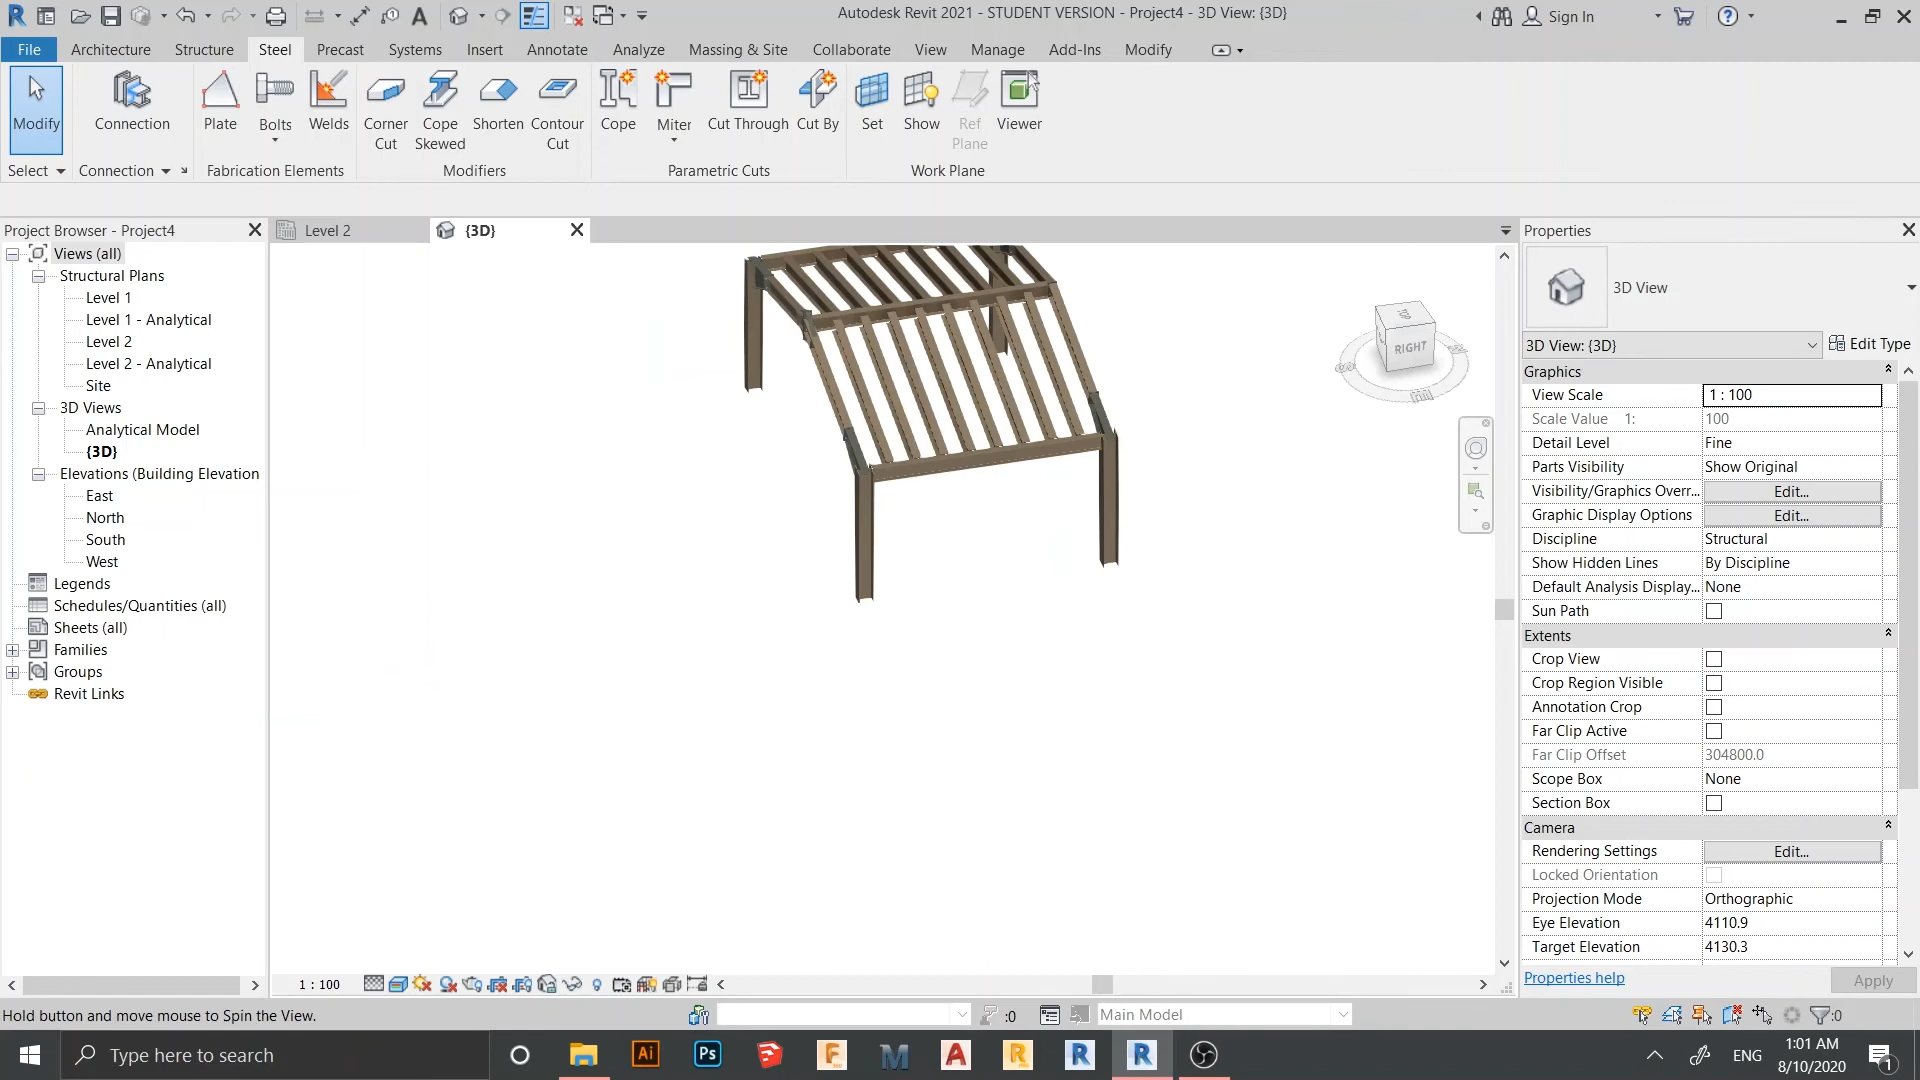 Autodesk Revit 2021 - STUDENT VERSION - Project4 - 3D View: {3D}
Sign In
File
Architecture
Structure
Steel
Precast
Systems
Insert
Annotate
Analyze
Massing & Site
Collaborate
View
Manage
Add-Ins
Modify
Modify
Connection
Plate
Bolts
Welds
Corner
Cut
Cope
Skewed
Shorten
Contour
Cut
Cope
Miter
Cut Through
Cut By
Set
Show
Ref
Plane
Viewer
Select
Connection
Fabrication Elements
Modifiers
Parametric Cuts
Work Plane
Project Browser - Project4
Views (all)
Structural Plans
Level 1
Level 1 - Analytical
Level 2
Level 2 - Analytical
Site
3D Views
Analytical Model
{3D}
Elevations (Building Elevation
East
North
South
West
Legends
Schedules/Quantities (all)
Sheets (all)
Families
Groups
Revit Links
Level 2
{3D}
TOP
RIGHT
Properties
3D View
3D View: {3D}
Edit Type
Graphics
View Scale 1 : 100
Scale Value 1: 100
Detail Level Fine
Parts Visibility Show Original
Visibility/Graphics Overr... Edit...
Graphic Display Options Edit...
Discipline Structural
Show Hidden Lines By Discipline
Default Analysis Display... None
Sun Path
Extents
Crop View
Crop Region Visible
Annotation Crop
Far Clip Active
Far Clip Offset 304800.0
Scope Box None
Section Box
Camera
Rendering Settings Edit...
Locked Orientation
Projection Mode Orthographic
Eye Elevation 4110.9
Target Elevation 4130.3
Properties help
Apply
1 : 100
Hold button and move mouse to Spin the View.
:0
Main Model
:0
Type here to search
Ai
Ps
ENG
1:01 AM
8/10/2020
1